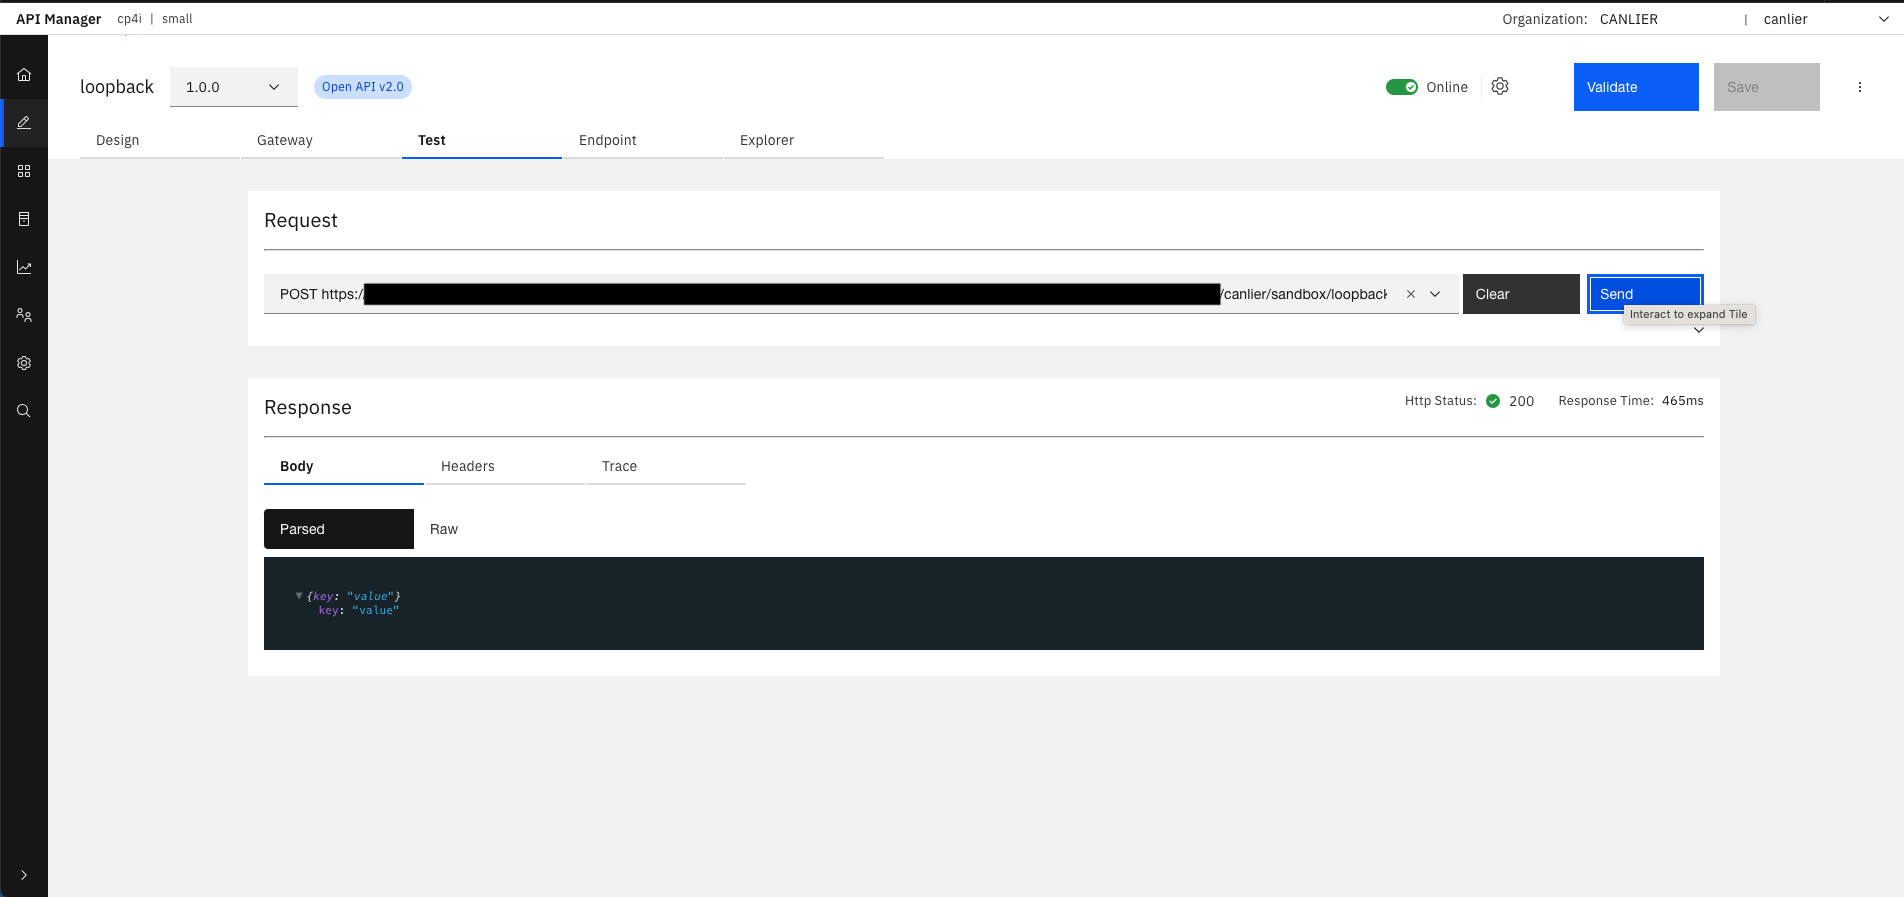 API Manager cp4i | small Organization: CANLIER | canlier
loopback 1.0.0 Open API v2.0 Online Validate Save
Design Gateway Test Endpoint Explorer
Request
POST https:/ /canlier/sandbox/loopback Clear Send
Interact to expand Tile
Response Http Status: 200 Response Time: 465ms
Body Headers Trace
Parsed Raw
{key: "value"}
key: "value"